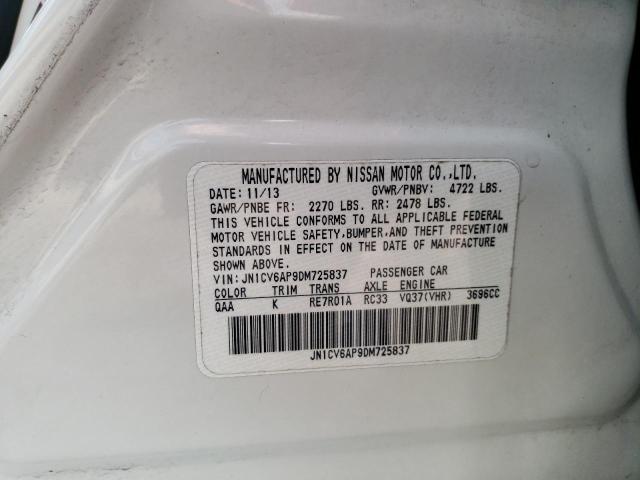 MANUFACTURED BY NISSAN MOTOR CO.,LTD.
DATE: 11/13 GVWR/PNBV: 4722 LBS.
GAWR/PNBE FR: 2270 LBS. RR: 2478 LBS.
THIS VEHICLE CONFORMS TO ALL APPLICABLE FEDERAL
MOTOR VEHICLE SAFETY,BUMPER,AND THEFT PREVENTION
STANDARDS IN EFFECT ON THE DATE OF MANUFACTURE
SHOWN ABOVE.
VIN: JN1CV6AP9DM725837 PASSENGER CAR
COLOR TRIM TRANS AXLE ENGINE
QAA K RE7R01A RC33 VQ37(VHR) 3696CC
JN1CV6AP9DM725837